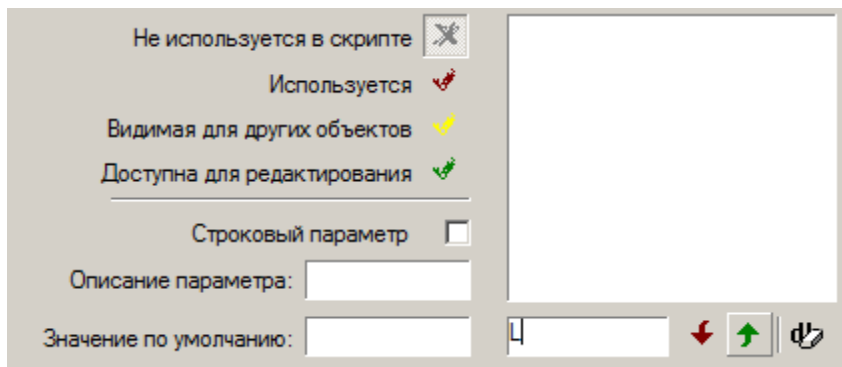 Не используется в скрипте
Используется
Видимая для других объектов
Доступна для редактирования
Строковый параметр
Описание параметра:
Значение по умолчанию: